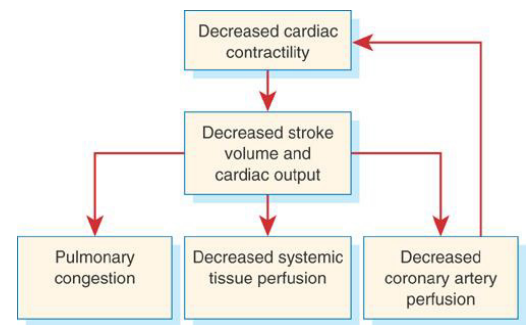 Decreased cardiac
contractility
Decreased stroke
volume and
cardiac output
Pulmonary
congestion
Decreased systemic
tissue perfusion
Decreased
coronary artery
perfusion